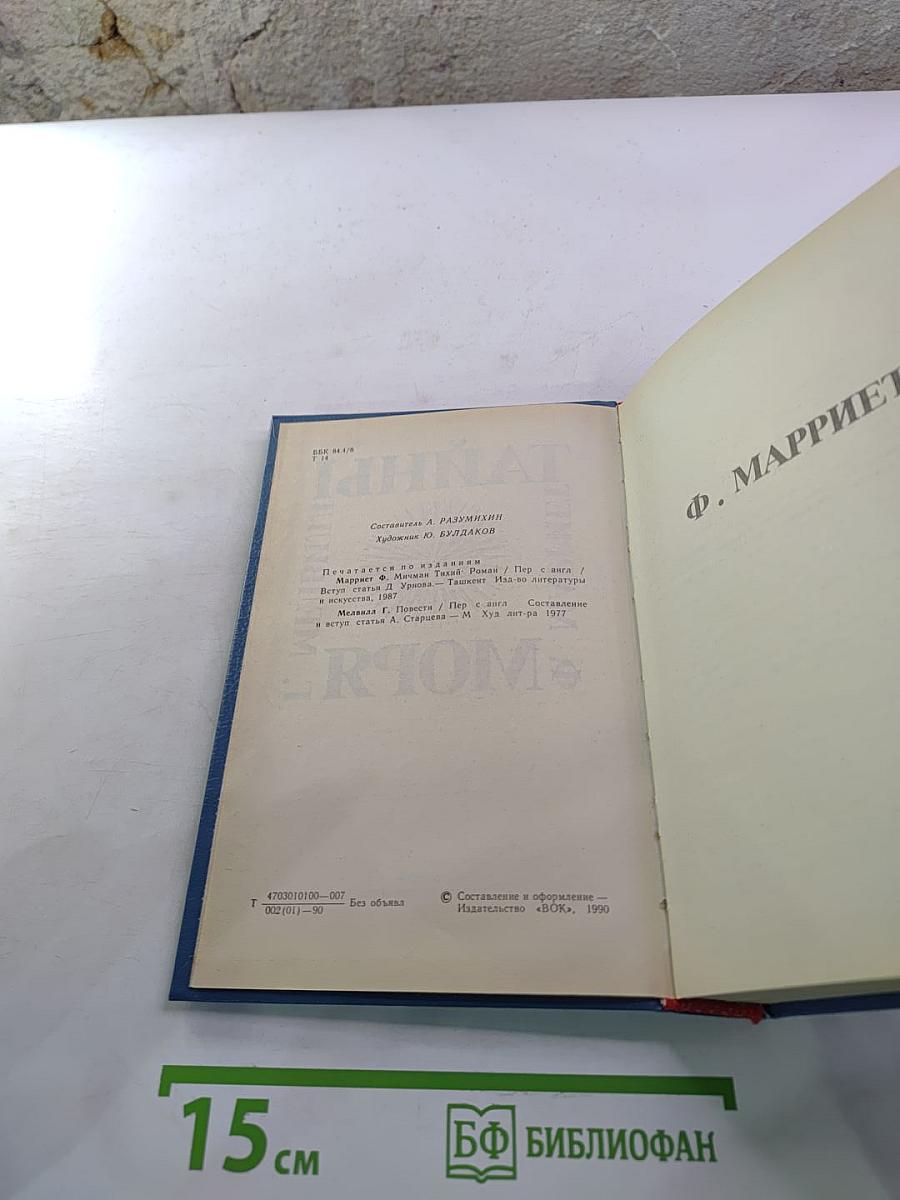 ББК 84.4/8
Т 14
Составитель А. РАЗУМИХИН
Художник Ю. БУЛДАКОВ
Печатается по изданиям
Марриет Ф. Мичман Тихий: Роман / Пер с англ /
Вступ статья Д Урнова.— Ташкент Изд-во литературы
и искусства, 1987
Мелвилл Г. Повести / Пер с англ Составление
и вступ статья А. Старцева — М Худ лит-ра 1977
Т 4703010100—007
002(01)—90
Без объявл
© Составление и оформление —
Издательство «ВОК», 1990
Ф. МАРРИЕТ
ТАЙНЫ
МОРЯ
15 см
БФ БИБЛИОФАН